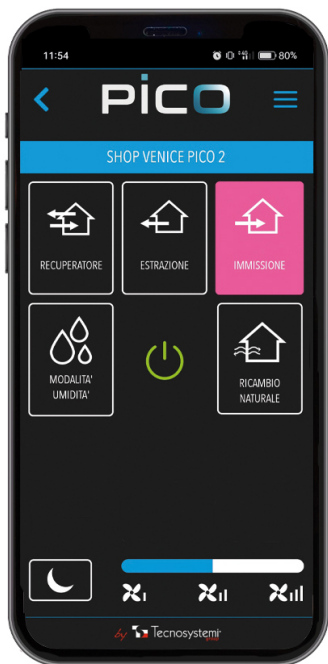 11:54
80%
PICO
SHOP VENICE PICO 2
RECUPERATORE
ESTRAZIONE
IMMISSIONE
MODALITA'
UMIDITA'
RICAMBIO
NATURALE
by Tecnosystemi